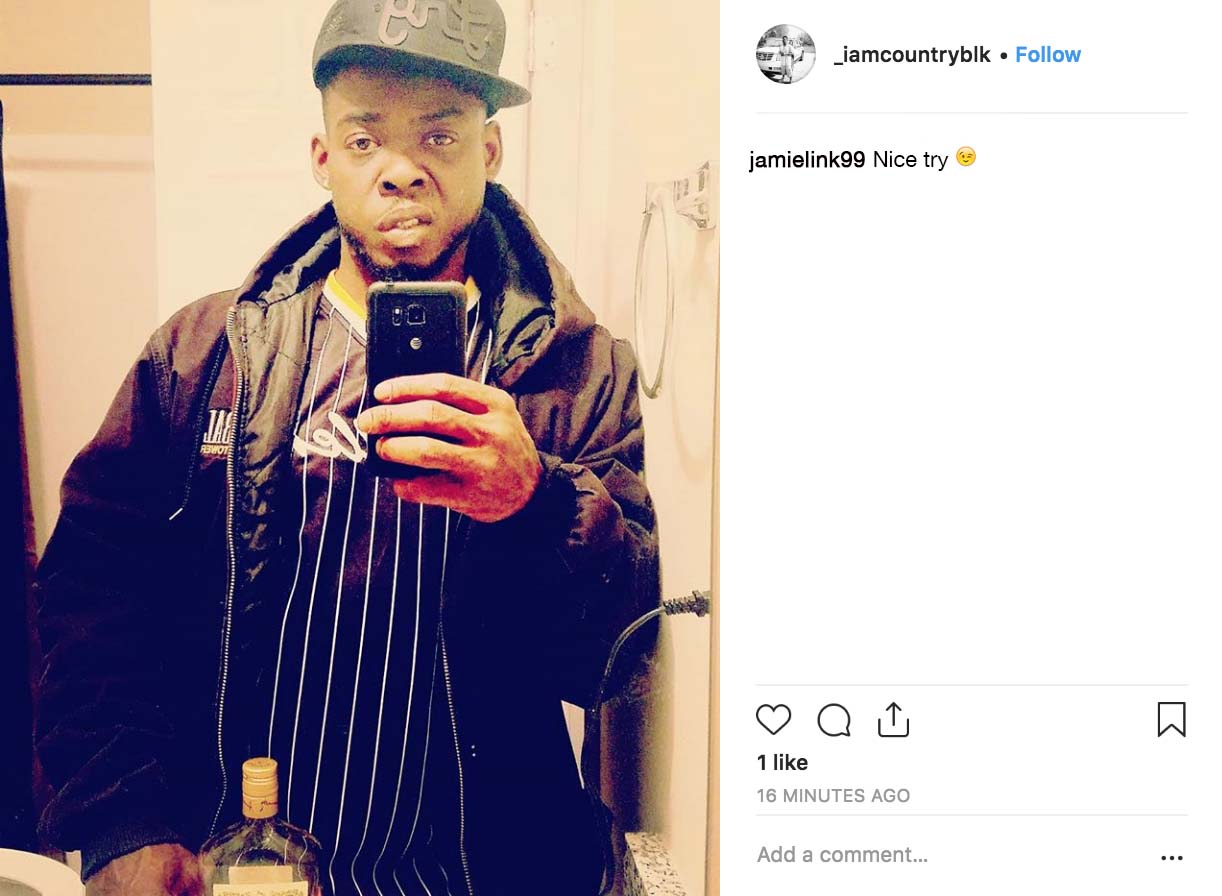 _iamcountryblk • Follow
jamielink99 Nice try 😉
1 like
16 MINUTES AGO
Add a comment...